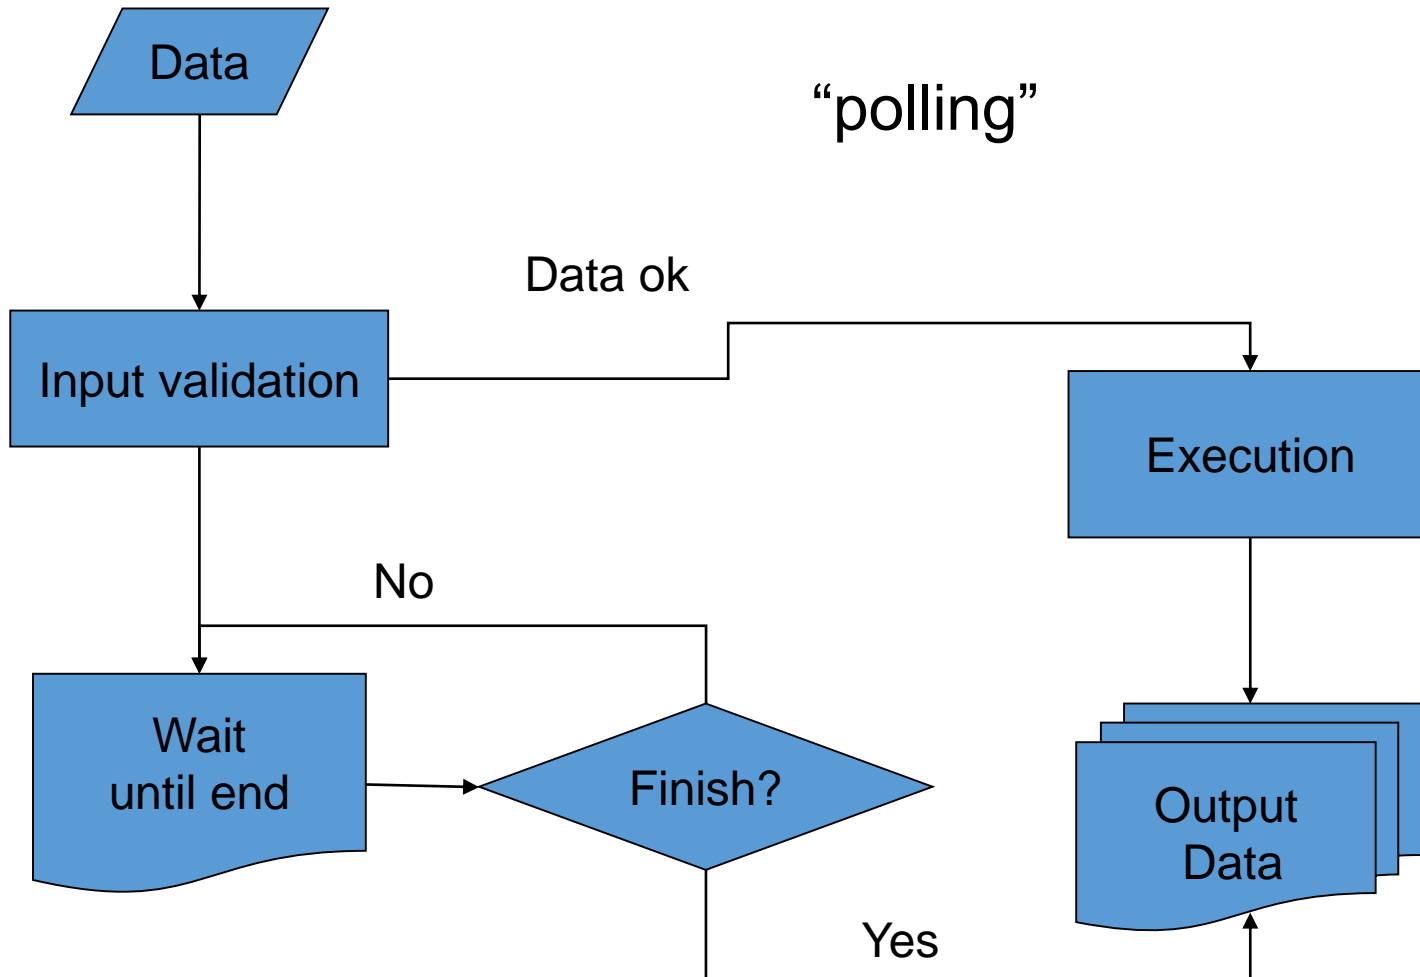 Data
“polling”
Data ok
Input validation
Execution
No
Wait
until end
Finish?
Output
Data
Yes